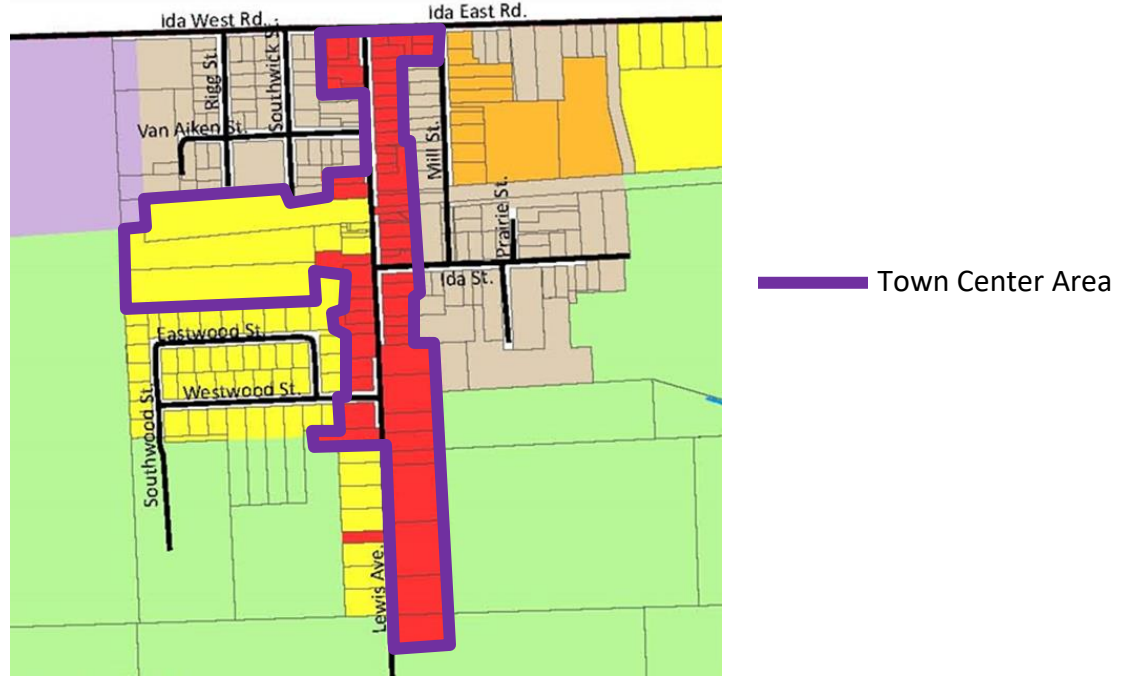 Ida West Rd.
Ida East Rd.
Rigg St.
Southwick S
Van Aiken St.
Mill St.
Prairie St.
Ida St.
Town Center Area
Eastwood St.
Westwood St.
Southwood St.
Lewis Ave.